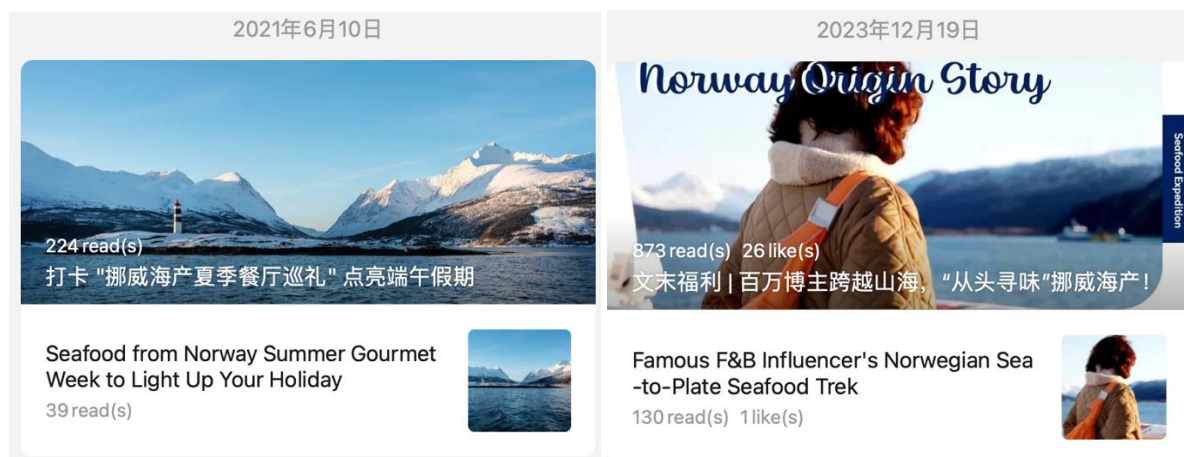 2021年6月10日
224 read(s)
打卡 "挪威海产夏季餐厅巡礼" 点亮端午假期
Seafood from Norway Summer Gourmet
Week to Light Up Your Holiday
39 read(s)
2023年12月19日
Norway Origin Story
Seafood Expedition
873 read(s) 26 like(s)
文末福利 | 百万博主跨越山海，“从头寻味”挪威海产！
Famous F&B Influencer's Norwegian Sea
-to-Plate Seafood Trek
130 read(s) 1 like(s)